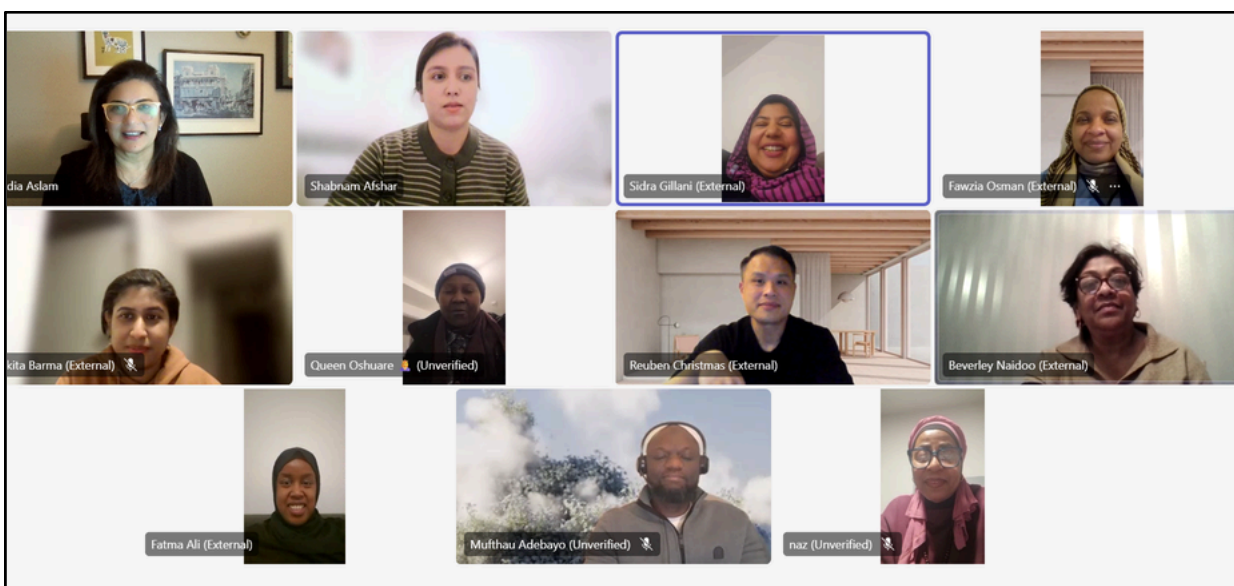 dia Aslam
Shabnam Afshar
Sidra Gillani (External)
Fawzia Osman (External)
kita Barma (External)
Queen Oshuare (Unverified)
Reuben Christmas (External)
Beverley Naidoo (External)
Fatma Ali (External)
Mufthau Adebayo (Unverified)
naz (Unverified)